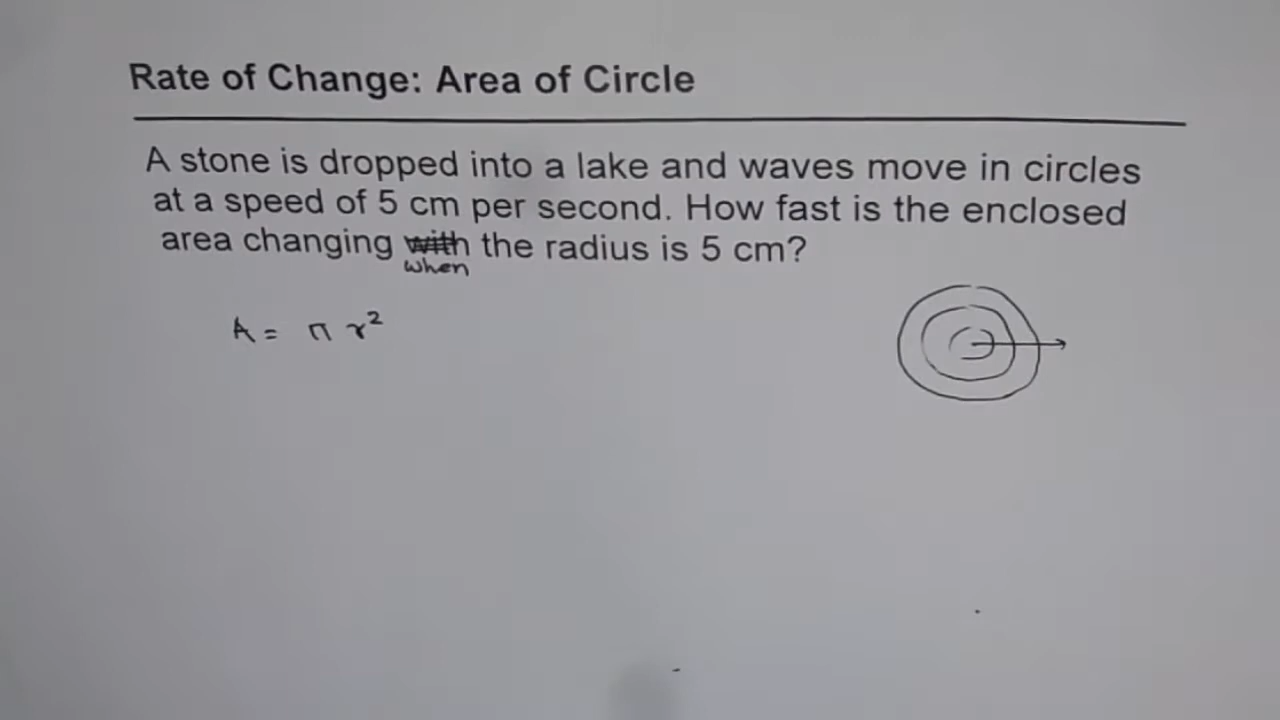 Rate of Change: Area of Circle
A stone is dropped into a lake and waves move in circles
at a speed of 5 cm per second. How fast is the enclosed
area changing with the radius is 5 cm?
when
A = π r²